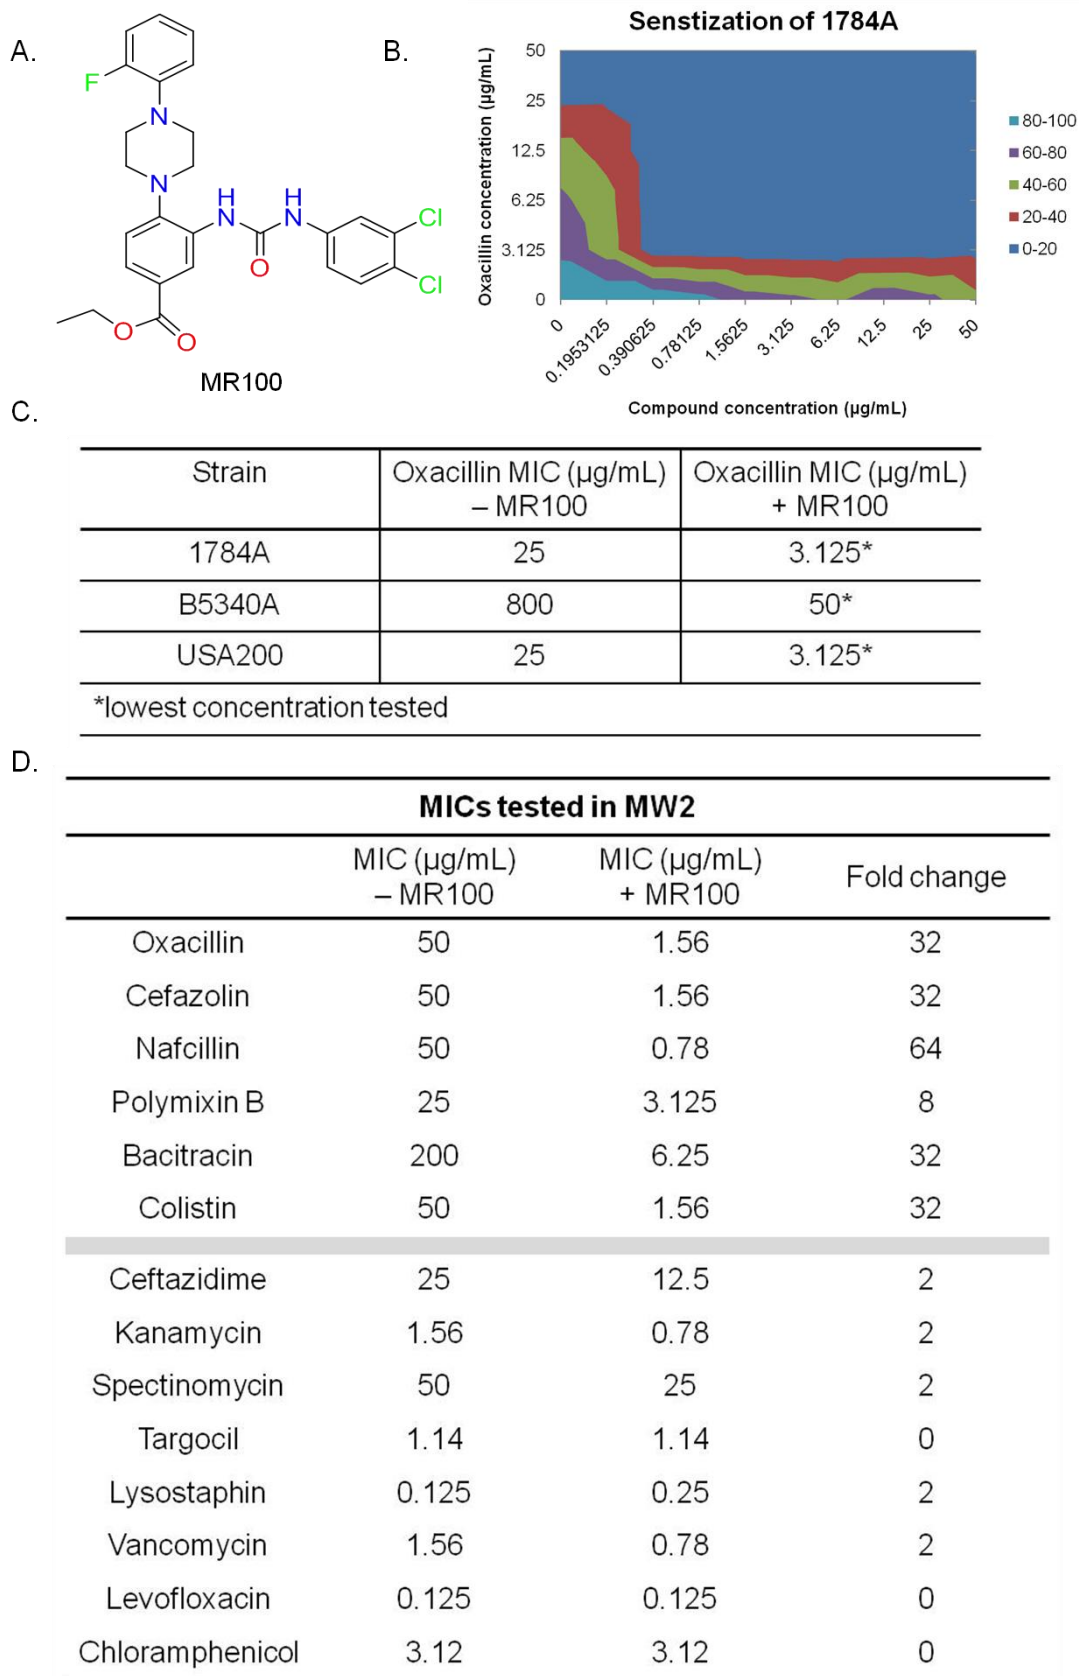 A.
F
N
N
H
N
H
N
O
Cl
Cl
O
O
MR100
B.
Senstization of 1784A
Oxacillin concentration (µg/mL)
50
25
12.5
6.25
3.125
0
0
0.1953125
0.390625
0.78125
1.5625
3.125
6.25
12.5
25
50
Compound concentration (µg/mL)
80-100
60-80
40-60
20-40
0-20
C.
Strain Oxacillin MIC (µg/mL) Oxacillin MIC (µg/mL)
– MR100 + MR100
1784A 25 3.125*
B5340A 800 50*
USA200 25 3.125*
*lowest concentration tested
D.
MICs tested in MW2
MIC (µg/mL) MIC (µg/mL) Fold change
– MR100 + MR100
Oxacillin 50 1.56 32
Cefazolin 50 1.56 32
Nafcillin 50 0.78 64
Polymixin B 25 3.125 8
Bacitracin 200 6.25 32
Colistin 50 1.56 32
Ceftazidime 25 12.5 2
Kanamycin 1.56 0.78 2
Spectinomycin 50 25 2
Targocil 1.14 1.14 0
Lysostaphin 0.125 0.25 2
Vancomycin 1.56 0.78 2
Levofloxacin 0.125 0.125 0
Chloramphenicol 3.12 3.12 0